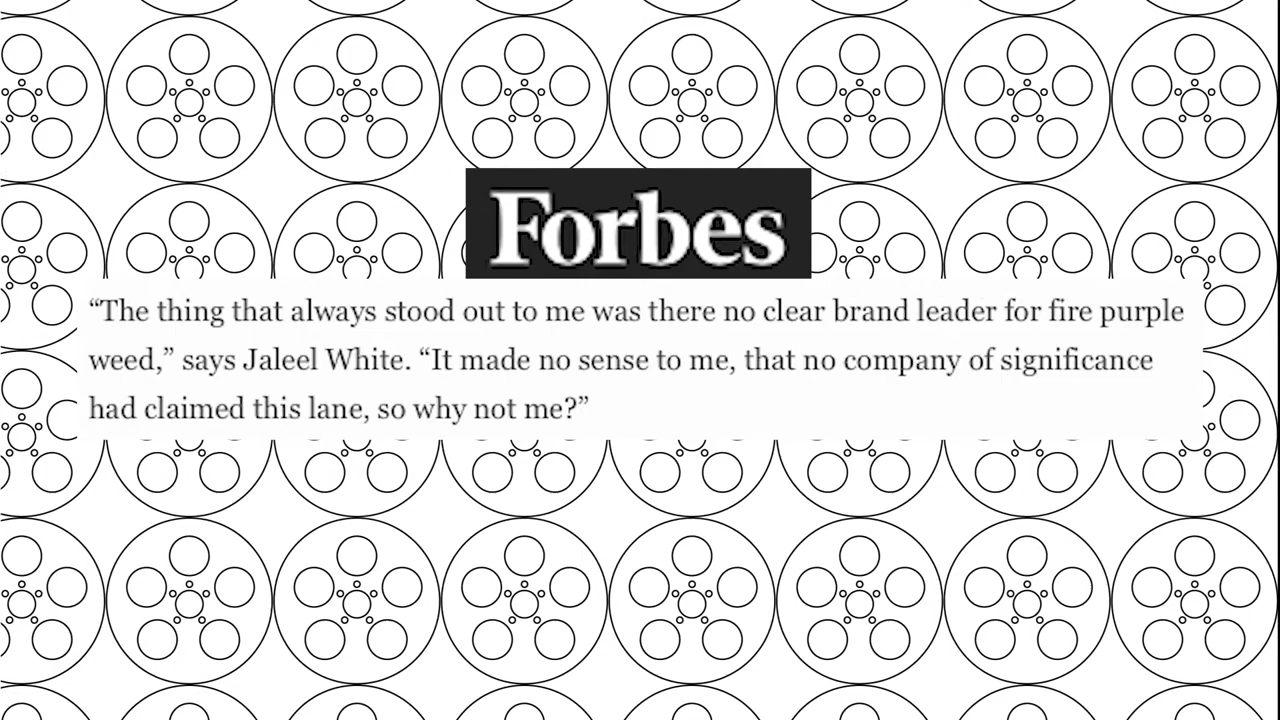 Forbes
“The thing that always stood out to me was there no clear brand leader for fire purple
weed,” says Jaleel White. “It made no sense to me, that no company of significance
had claimed this lane, so why not me?”